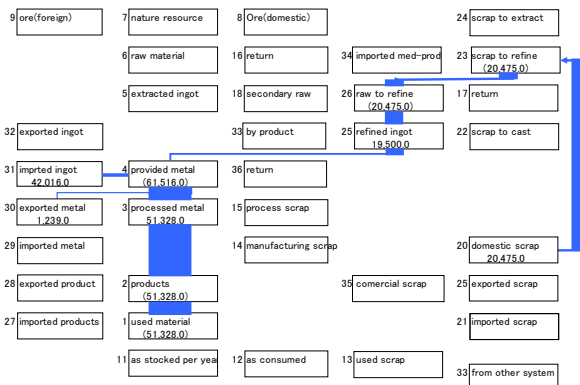 9 ore(foreign)
7 nature resource
8 Ore(domestic)
24 scrap to extract
6 raw material
16 return
34 imported med-prod
23 scrap to refine
(20,475.0)
5 extracted ingot
18 secondary raw
26 raw to refine
(20,475.0)
17 return
32 exported ingot
33 by product
25 refined ingot
19,500.0
22 scrap to cast
31 imprted ingot
42,016.0
4 provided metal
(61,516.0)
36 return
30 exported metal
1,239.0
3 processed metal
51,328.0
15 process scrap
29 imported metal
14 manufacturing scrap
20 domestic scrap
20,475.0
28 exported product
2 products
(51,328.0)
35 comercial scrap
25 exported scrap
27 imported products
1 used material
(51,328.0)
21 imported scrap
11 as stocked per yea
12 as consumed
13 used scrap
33 from other system